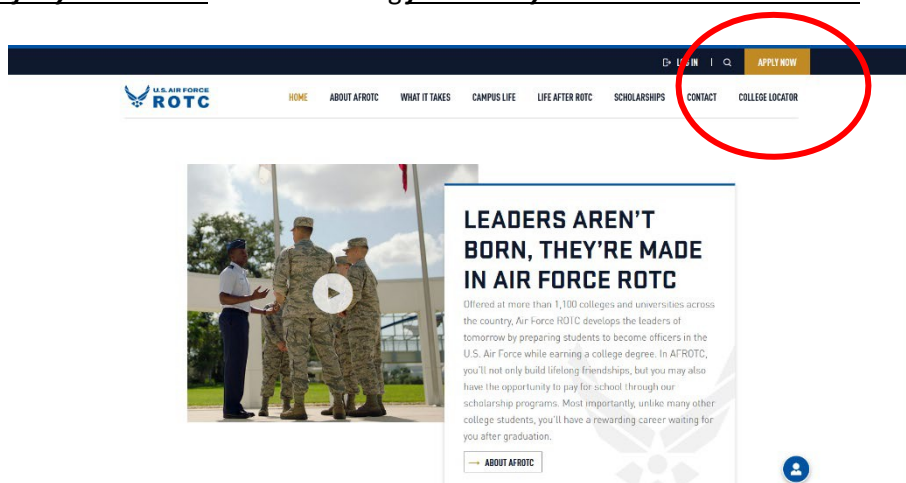 LOG IN | APPLY NOW
U.S. AIR FORCE
ROTC
HOME ABOUT AFROTC WHAT IT TAKES CAMPUS LIFE LIFE AFTER ROTC SCHOLARSHIPS CONTACT COLLEGE LOCATOR
LEADERS AREN'T
BORN, THEY'RE MADE
IN AIR FORCE ROTC
Offered at more than 1,100 colleges and universities across
the country, Air Force ROTC develops the leaders of
tomorrow by preparing students to become officers in the
U.S. Air Force while earning a college degree. In AFROTC,
you'll not only build lifelong friendships, but you may also
have the opportunity to pay for school through our
scholarship programs. Most importantly, unlike many other
college students, you'll have a rewarding career waiting for
you after graduation.
→ ABOUT AFROTC